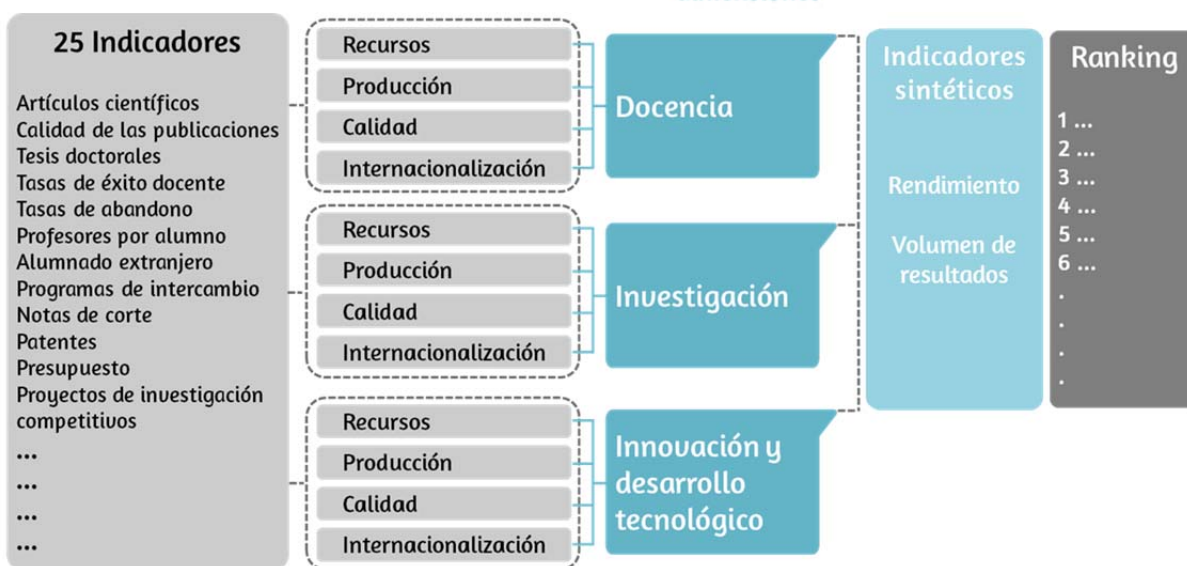 25 Indicadores
Artículos científicos
Calidad de las publicaciones
Tesis doctorales
Tasas de éxito docente
Tasas de abandono
Profesores por alumno
Alumnado extranjero
Programas de intercambio
Notas de corte
Patentes
Presupuesto
Proyectos de investigación
competitivos
...
...
...
...
Recursos
Producción
Calidad
Internacionalización
Docencia
Recursos
Producción
Calidad
Internacionalización
Investigación
Recursos
Producción
Calidad
Internacionalización
Innovación y
desarrollo
tecnológico
Indicadores
sintéticos
Rendimiento
Volumen de
resultados
Ranking
1 ...
2 ...
3 ...
4 ...
5 ...
6 ...
.
.
.
.